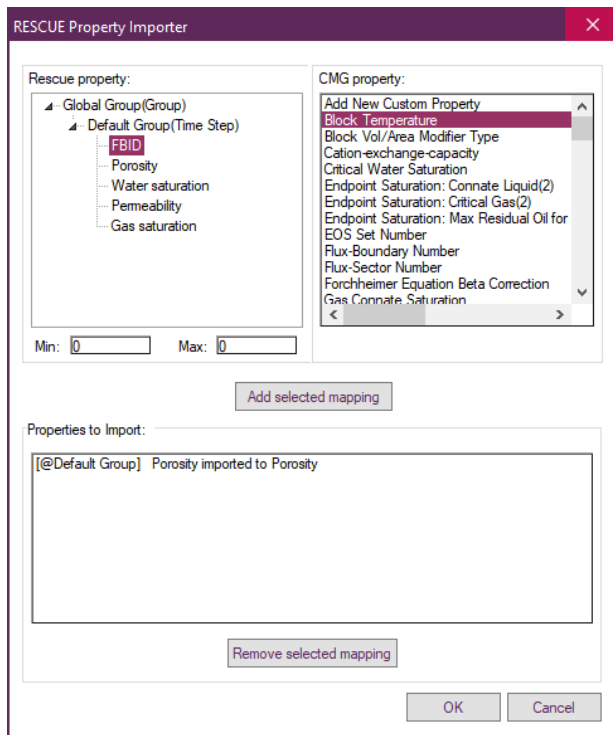 RESCUE Property Importer
Rescue property:
Global Group(Group)
Default Group(Time Step)
FBID
Porosity
Water saturation
Permeability
Gas saturation
Min: 0 Max: 0
CMG property:
Add New Custom Property
Block Temperature
Block Vol/Area Modifier Type
Cation-exchange-capacity
Critical Water Saturation
Endpoint Saturation: Connate Liquid(2)
Endpoint Saturation: Critical Gas(2)
Endpoint Saturation: Max Residual Oil for
EOS Set Number
Flux-Boundary Number
Flux-Sector Number
Forchheimer Equation Beta Correction
Gas Connate Saturation
Add selected mapping
Properties to Import:
[@Default Group] Porosity imported to Porosity
Remove selected mapping
OK Cancel